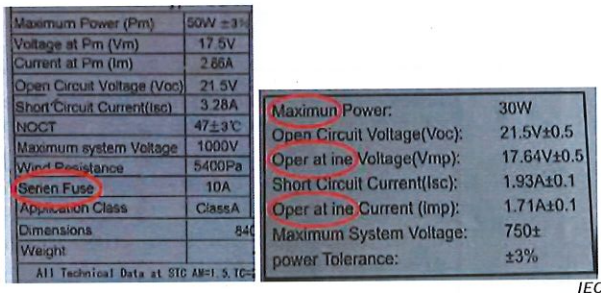 Maximum Power (Pm) 50W ±3%
Voltage at Pm (Vm) 17.5V
Current at Pm (Im) 2.86A
Open Circuit Voltage (Voc) 21.5V
Short Circuit Current(Isc) 3.28A
NOCT 47±3℃
Maximum system Voltage 1000V
Wind Resistance 5400Pa
Serien Fuse 10A
Application Class ClassA
Dimensions 840
Weight
All Technical Data at STC AM=1.5, TC=
Maximun Power: 30W
Open Circuit Voltage(Voc): 21.5V±0.5
Oper at ine Voltage(Vmp): 17.64V±0.5
Short Circuit Current(Isc): 1.93A±0.1
Oper at ine Current (Imp): 1.71A±0.1
Maximum System Voltage: 750±
power Tolerance: ±3%
IEC